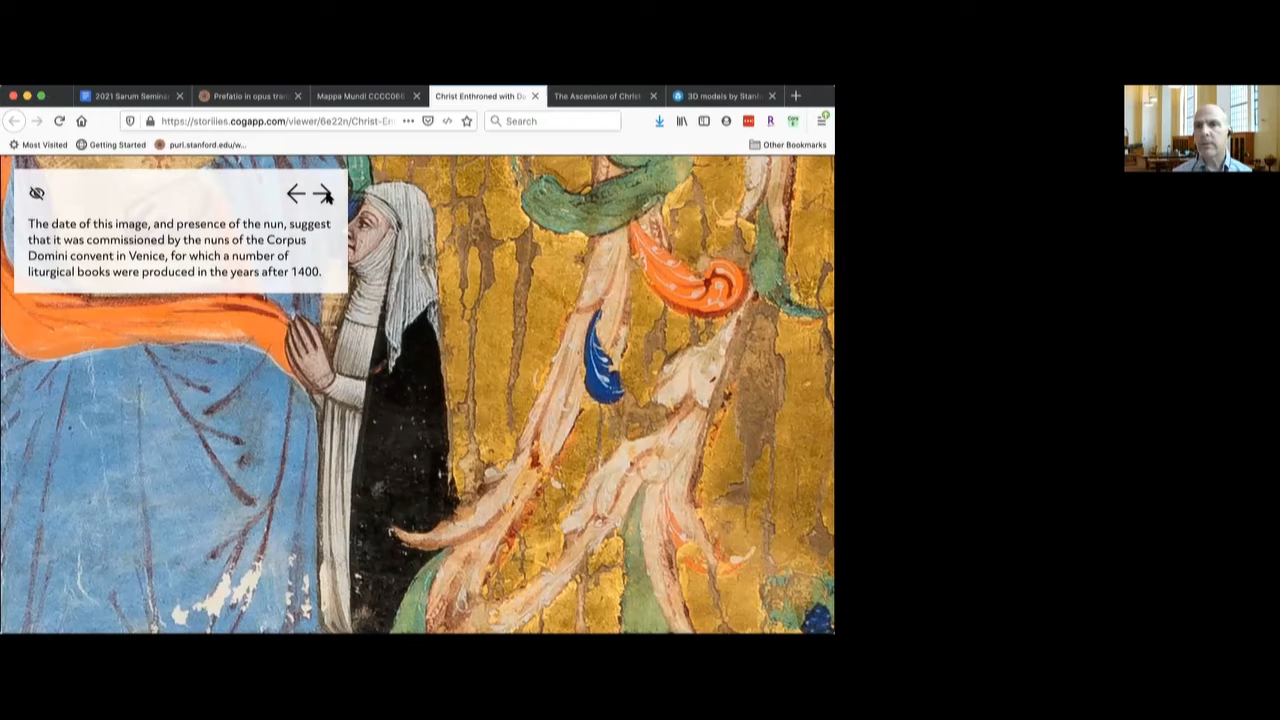 2021 Sarum Semina
Prefatio in opus tran
Mappa Mundi CCCC066
Christ Enthroned with Do
The Ascension of Christ
3D models by Stanf
https://storiiies.cogapp.com/viewer/6e22n/Christ-En
Search
Most Visited
Getting Started
purl.stanford.edu/w...
Other Bookmarks
The date of this image, and presence of the nun, suggest
that it was commissioned by the nuns of the Corpus
Domini convent in Venice, for which a number of
liturgical books were produced in the years after 1400.